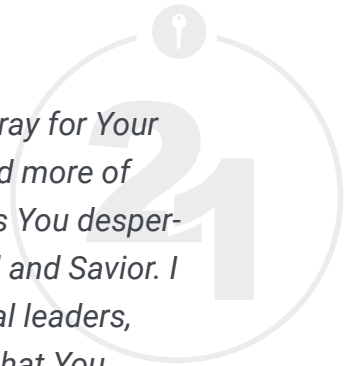 ray for Your
d more of
s You desper-
and Savior. I
al leaders,
hat You
21